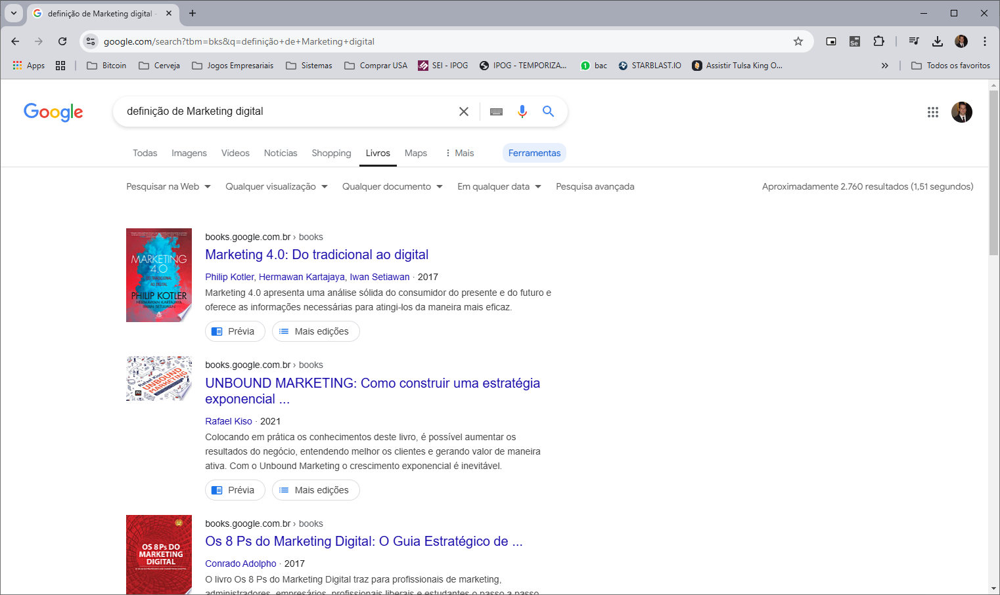 definição de Marketing digital -
google.com/search?tbm=bks&q=definição+de+Marketing+digital
Apps
Bitcoin
Cerveja
Jogos Empresariais
Sistemas
Comprar USA
SEI - IPOG
IPOG - TEMPORIZA...
1
bac
STARBLAST.IO
Assistir Tulsa King O...
Todos os favoritos
Google
definição de Marketing digital
Todas
Imagens
Videos
Notícias
Shopping
Livros
Maps
Mais
Ferramentas
Pesquisar na Web
Qualquer visualização
Qualquer documento
Em qualquer data
Pesquisa avançada
Aproximadamente 2.760 resultados (1,51 segundos)
MARKETING
4.0
DO TRADICIONAL
AO DIGITAL
PHILIP KOTLER
HERMAWAN KARTAJAYA
IWAN SETIAWAN
books.google.com.br › books
Marketing 4.0: Do tradicional ao digital
Philip Kotler, Hermawan Kartajaya, Iwan Setiawan · 2017
Marketing 4.0 apresenta uma análise sólida do consumidor do presente e do futuro e
oferece as informações necessárias para atingi-los da maneira mais eficaz.
Prévia
Mais edições
Rafael Kiso
UNBOUND
MARKETING
books.google.com.br › books
UNBOUND MARKETING: Como construir uma estratégia
exponencial ...
Rafael Kiso · 2021
Colocando em prática os conhecimentos deste livro, é possível aumentar os
resultados do negócio, entendendo melhor os clientes e gerando valor de maneira
ativa. Com o Unbound Marketing o crescimento exponencial é inevitável.
Prévia
Mais edições
OS 8 Ps DO
MARKETING
DIGITAL
books.google.com.br › books
Os 8 Ps do Marketing Digital: O Guia Estratégico de ...
Conrado Adolpho · 2017
O livro Os 8 Ps do Marketing Digital traz para profissionais de marketing,
administradores, empresários, profissionais liberais e estudantes o passo a passo